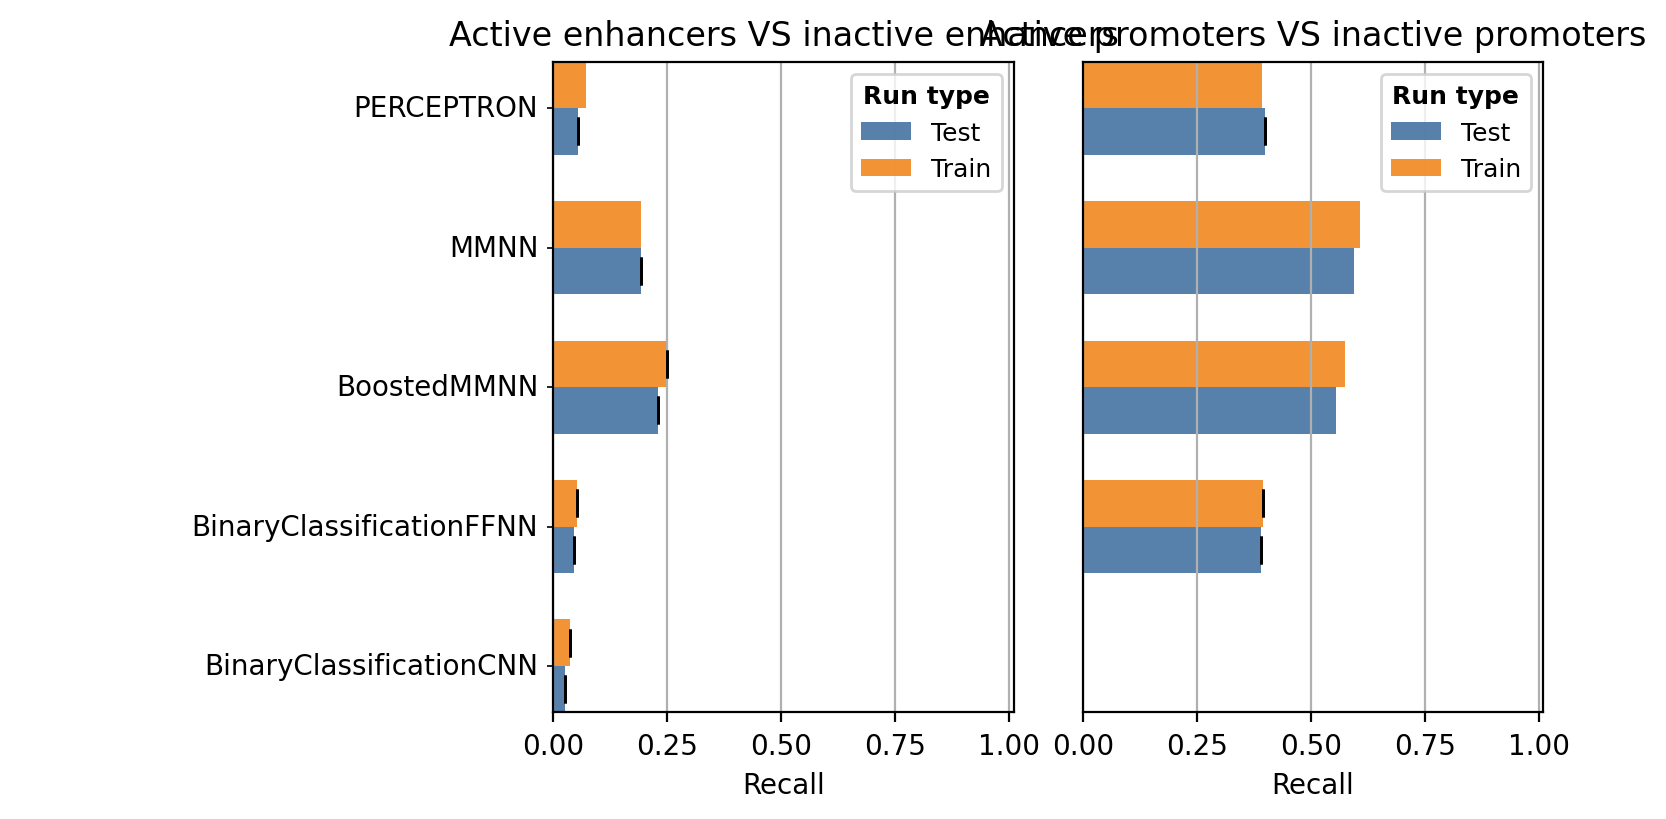 Active enhancers VS inactive enhancers
Active promoters VS inactive promoters
PERCEPTRON
MMNN
BoostedMMNN
BinaryClassificationFFNN
BinaryClassificationCNN
Run type
Test
Train
0.00 0.25 0.50 0.75 1.00
Recall
Run type
Test
Train
0.00 0.25 0.50 0.75 1.00
Recall